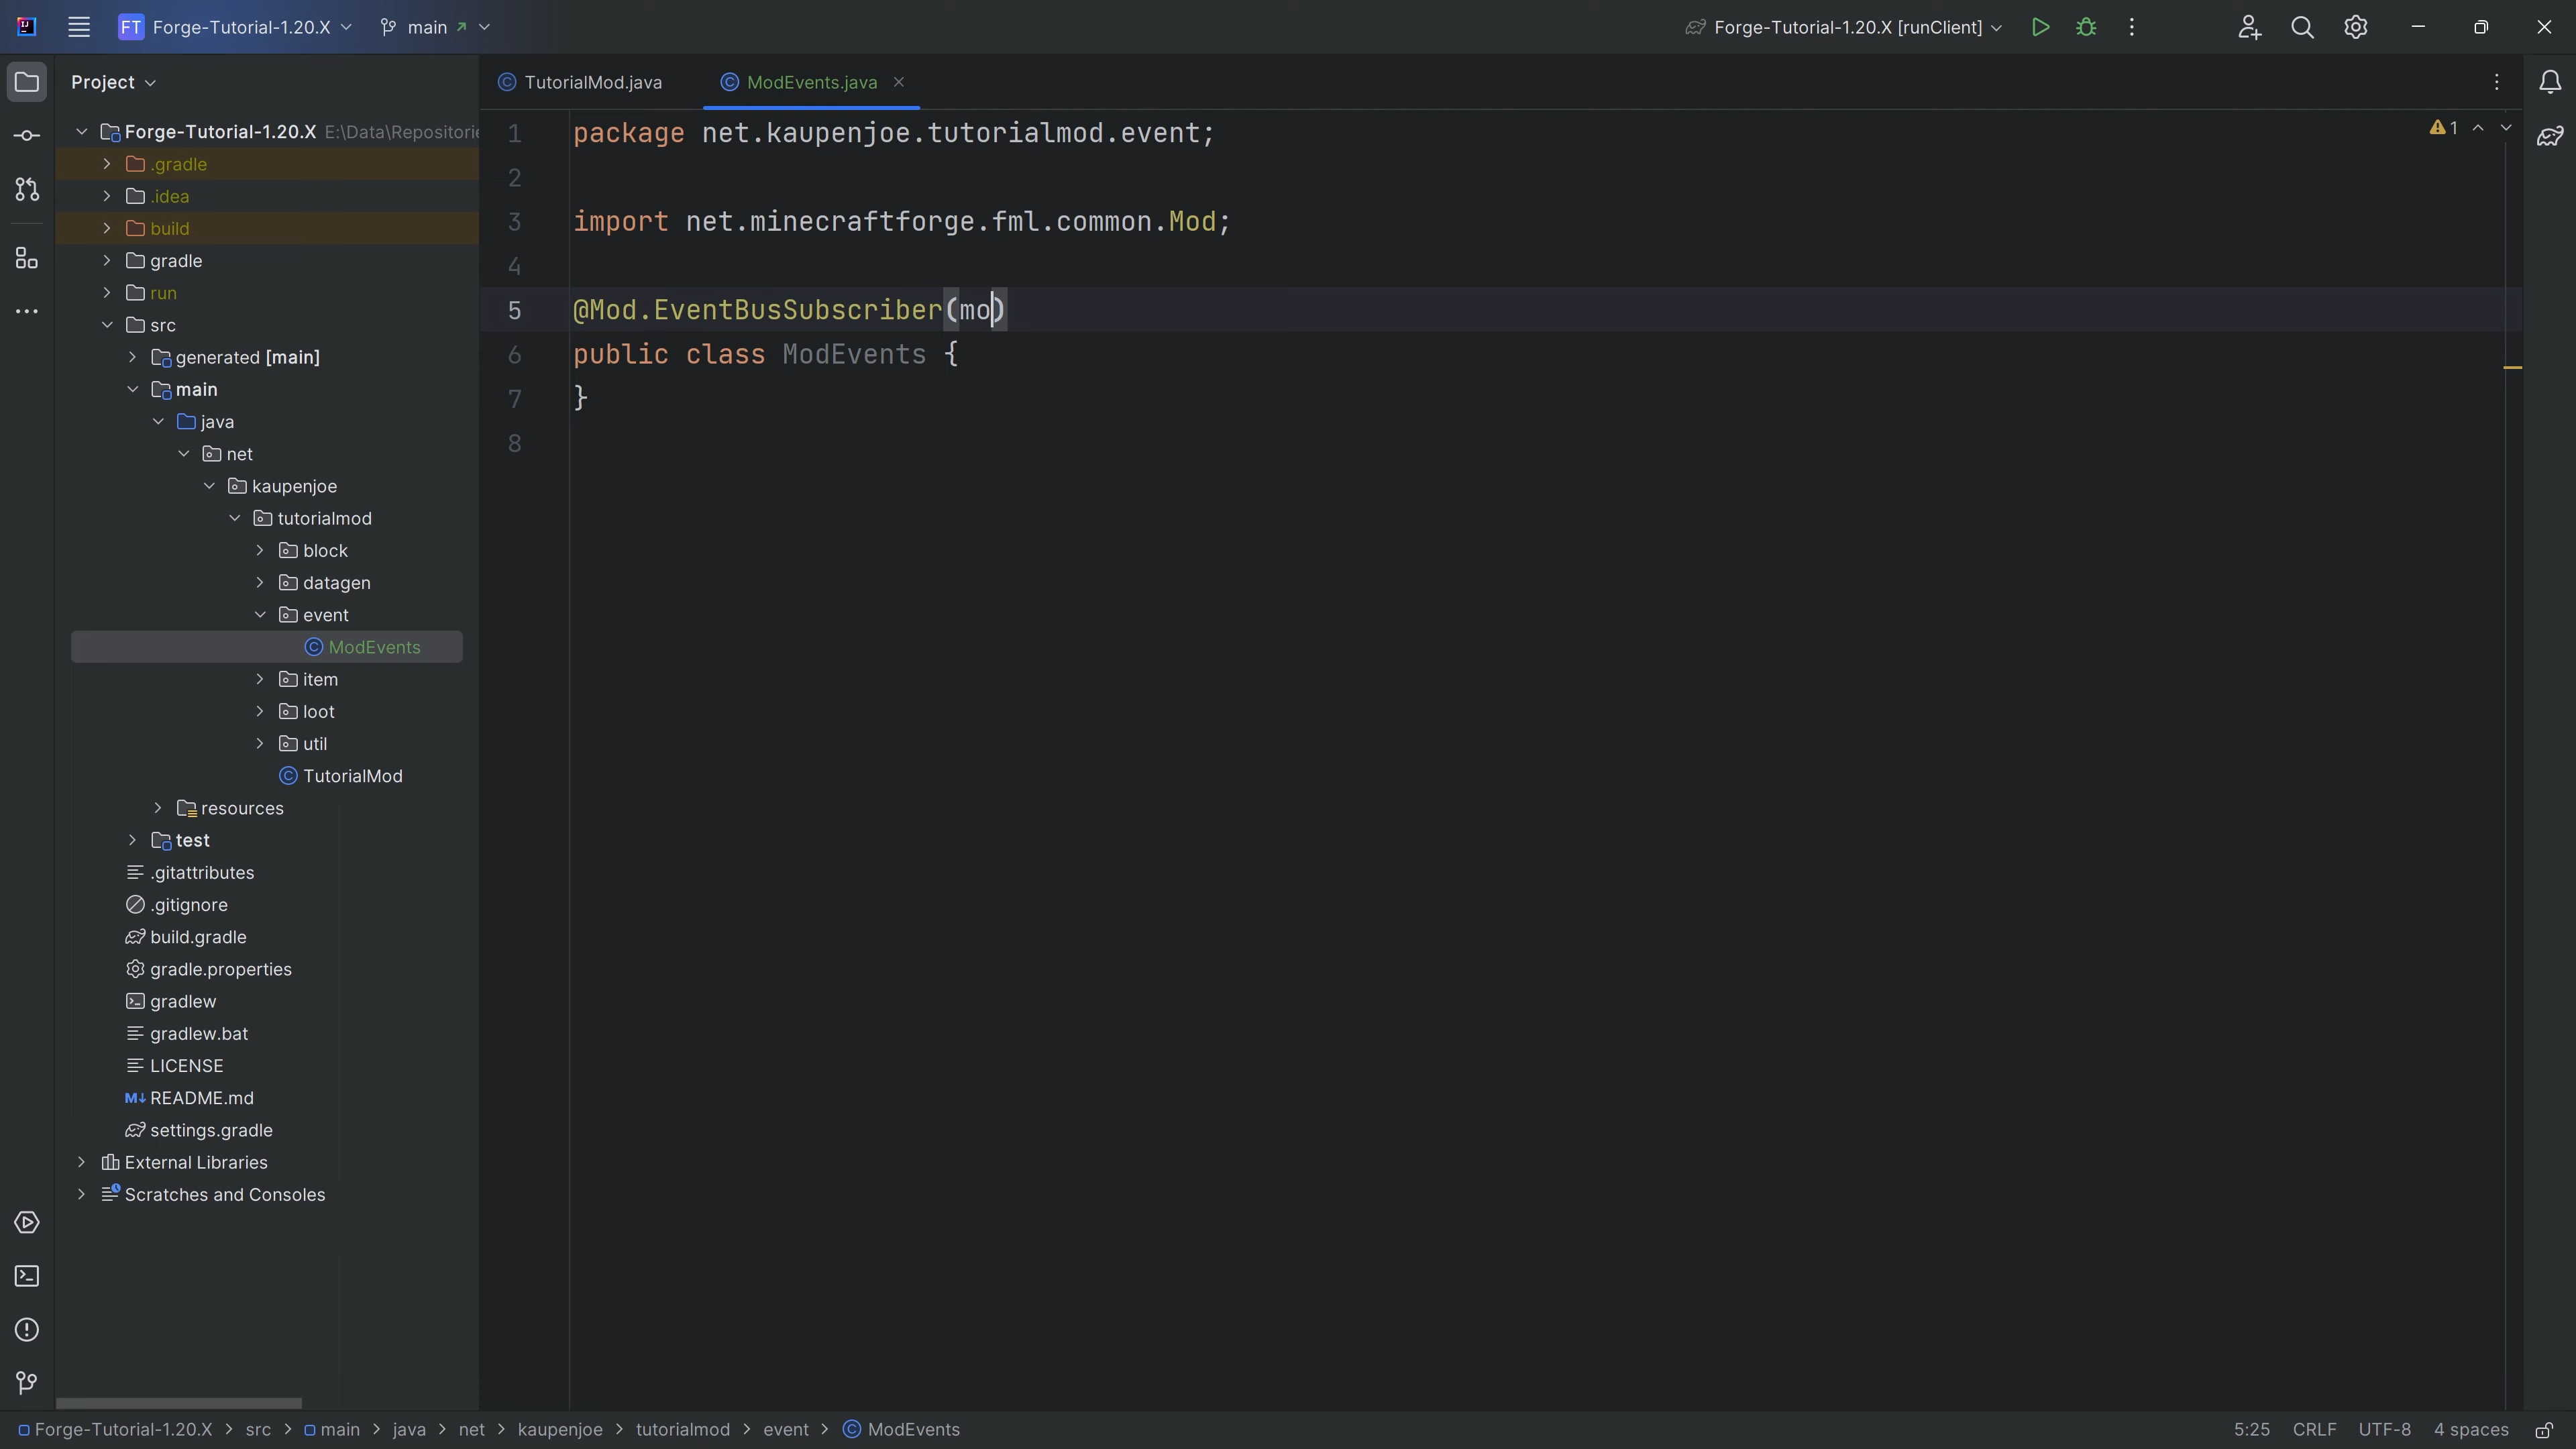 FT Forge-Tutorial-1.20.X main Forge-Tutorial-1.20.X [runClient]
Project
TutorialMod.java ModEvents.java
Forge-Tutorial-1.20.X E:\Data\Repositorie
.gradle
.idea
build
gradle
run
src
generated [main]
main
java
net
kaupenjoe
tutorialmod
block
datagen
event
ModEvents
item
loot
util
TutorialMod
resources
test
.gitattributes
.gitignore
build.gradle
gradle.properties
gradlew
gradlew.bat
LICENSE
M↓ README.md
settings.gradle
External Libraries
Scratches and Consoles
1 package net.kaupenjoe.tutorialmod.event;
2
3 import net.minecraftforge.fml.common.Mod;
4
5 @Mod.EventBusSubscriber(mo)
6 public class ModEvents {
7 }
8
1
Forge-Tutorial-1.20.X > src > main > java > net > kaupenjoe > tutorialmod > event > ModEvents
5:25 CRLF UTF-8 4 spaces